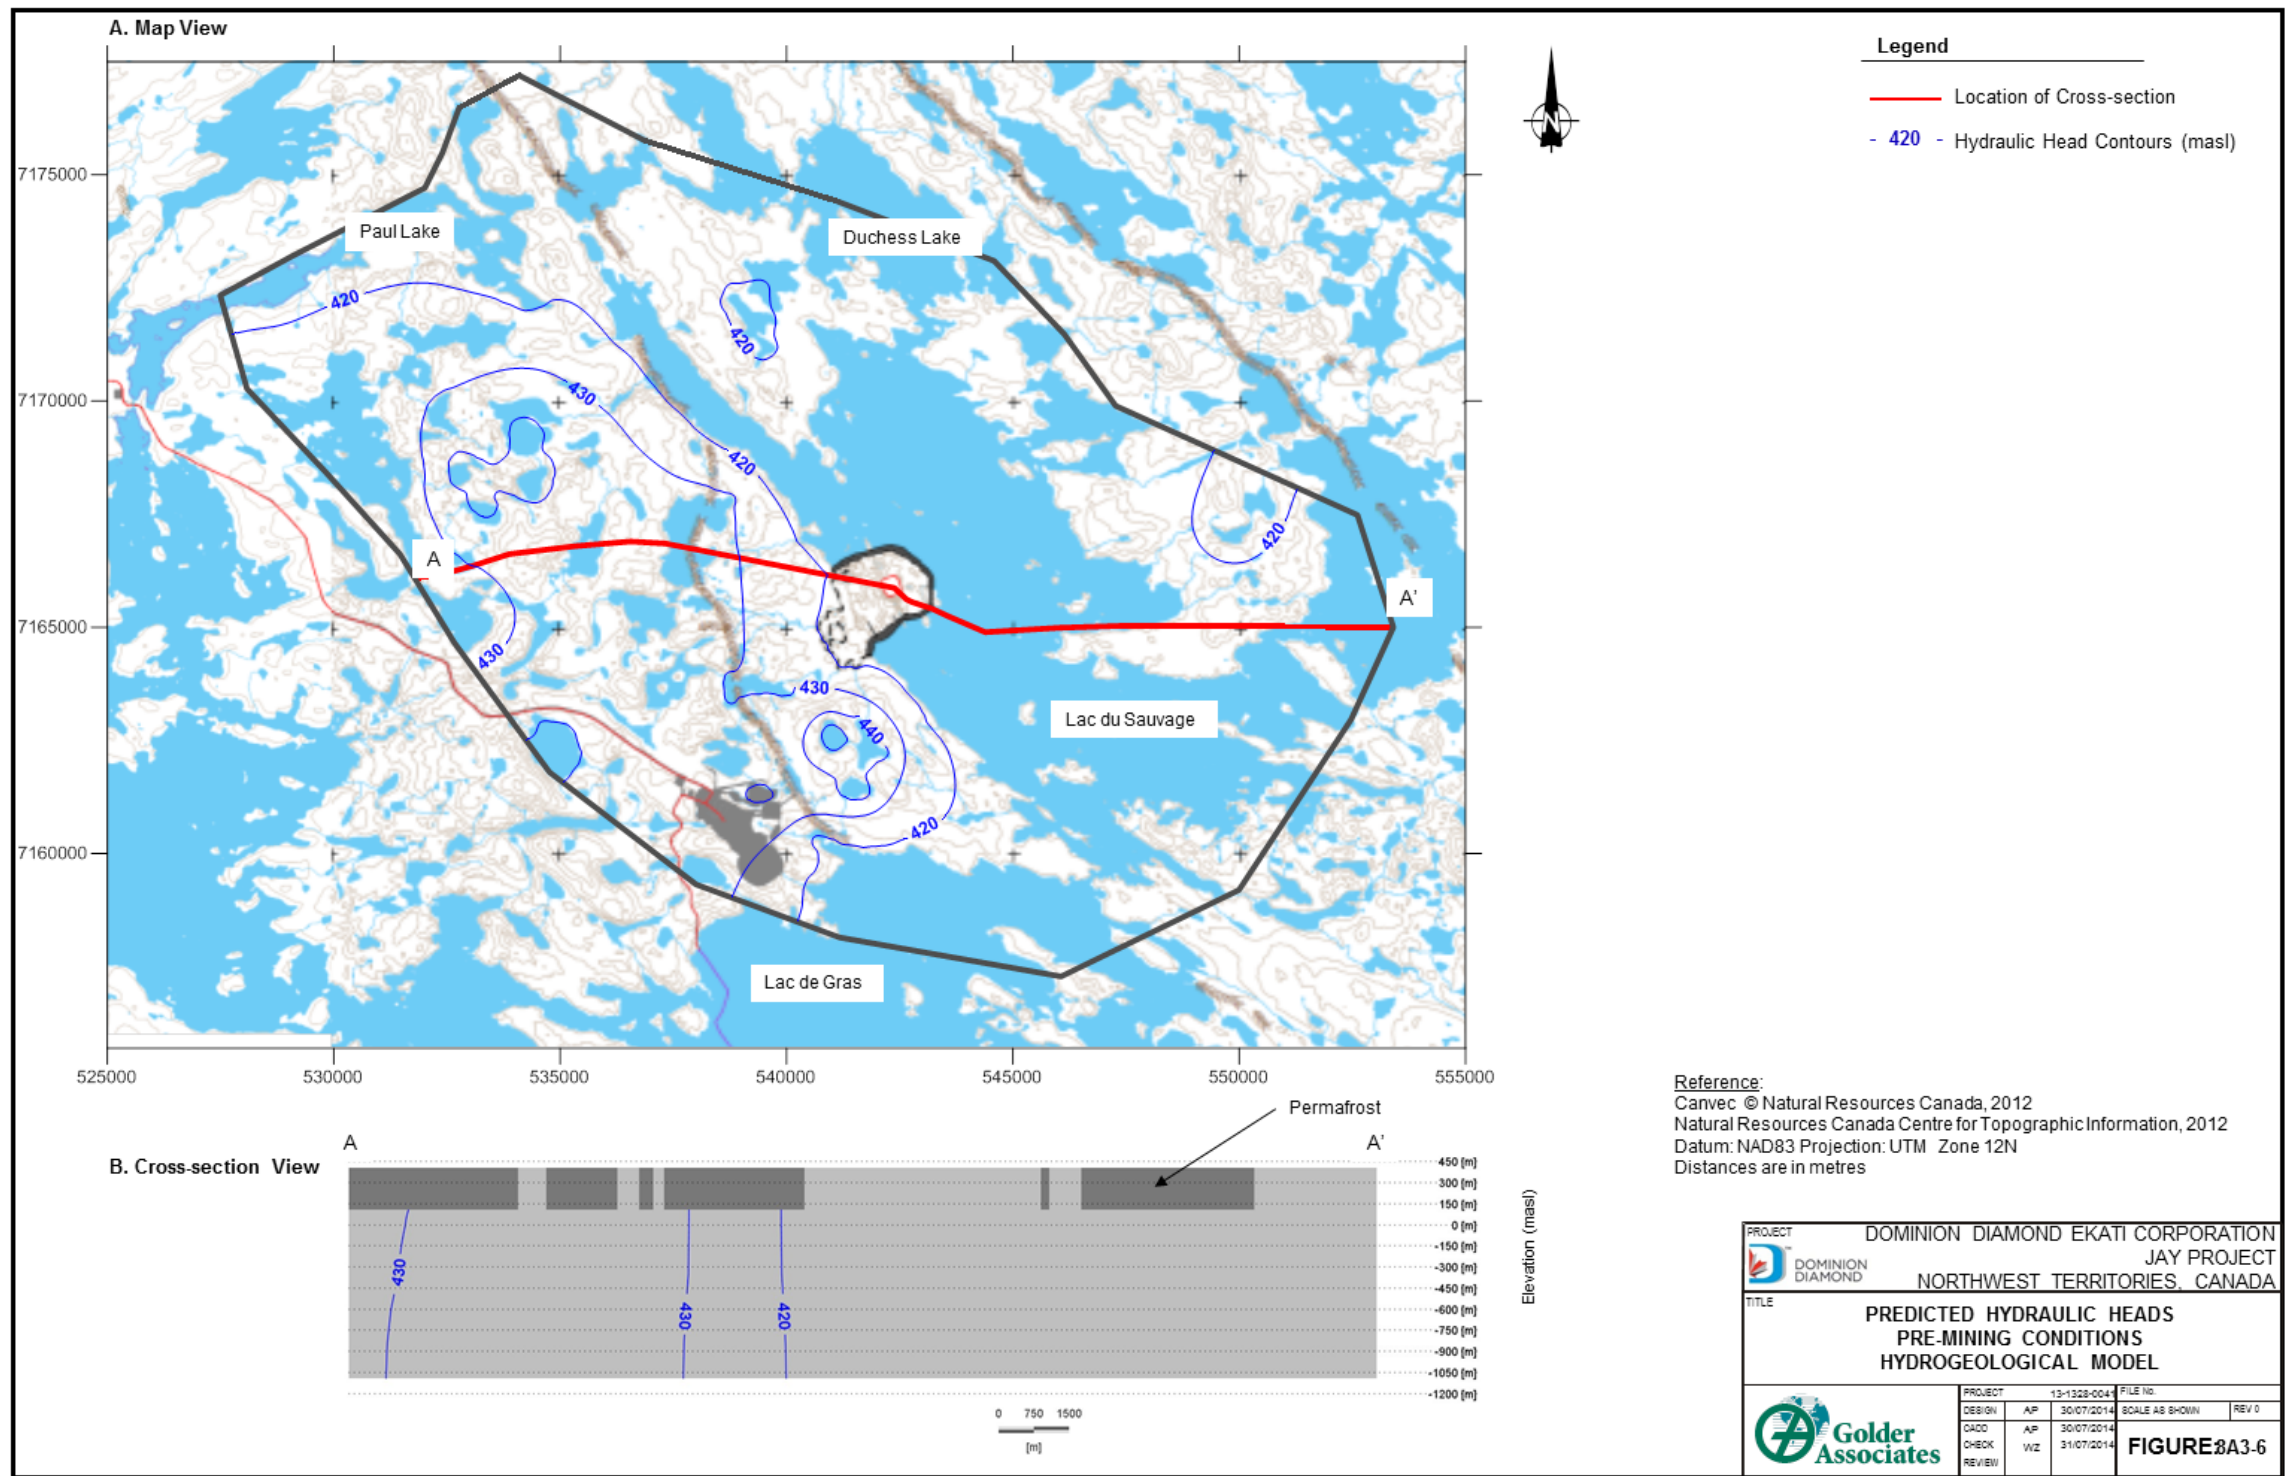 A. Map View
Legend
Location of Cross-section
- 420 - Hydraulic Head Contours (masl)
N
7175000
7170000
7165000
7160000
Paul Lake
Duchess Lake
420
420
430
420
420
A
A'
430
430
440
420
Lac du Sauvage
Lac de Gras
525000
530000
535000
540000
545000
550000
555000
Reference:
Canvec © Natural Resources Canada, 2012
Natural Resources Canada Centre for Topographic Information, 2012
Datum: NAD83 Projection: UTM Zone 12N
Distances are in metres
Permafrost
A
A'
B. Cross-section View
430
430
420
450 [m]
300 [m]
150 [m]
0 [m]
-150 [m]
-300 [m]
-450 [m]
-600 [m]
-750 [m]
-900 [m]
-1050 [m]
-1200 [m]
Elevation (masl)
0 750 1500
[m]
PROJECT
DOMINION DIAMOND EKATI CORPORATION
JAY PROJECT
NORTHWEST TERRITORIES, CANADA
DOMINION
DIAMOND
TITLE
PREDICTED HYDRAULIC HEADS
PRE-MINING CONDITIONS
HYDROGEOLOGICAL MODEL
Golder
Associates
PROJECT 13-1328-0041 FILE No.
DESIGN AP 30/07/2014 SCALE AS SHOWN REV 0
CADD AP 30/07/2014
CHECK WZ 31/07/2014
REVIEW
FIGURE:8A3-6